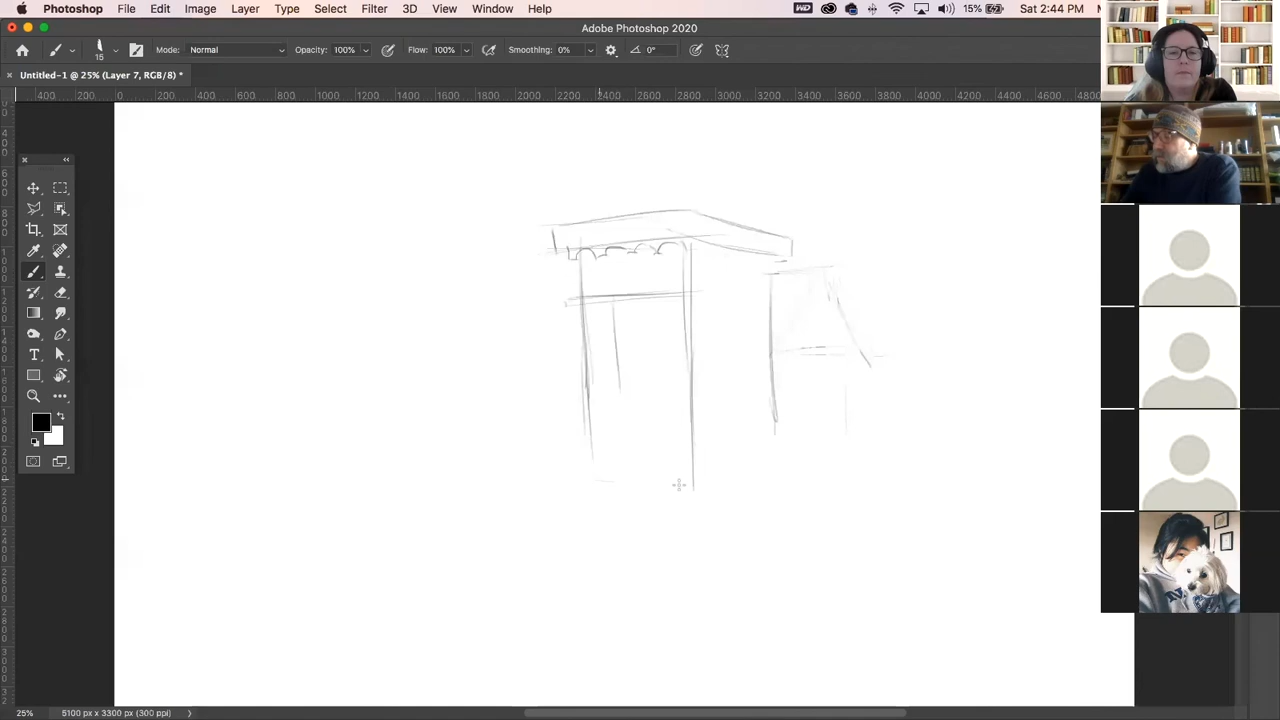 Photoshop File Edit Image Layer Type Select Filter 3D View Window Help 15% Sat 2:44 PM
Adobe Photoshop 2020
15 Mode: Normal Opacity: 100% Flow: 100% Smoothing: 0% 0°
× Untitled-1 @ 25% (Layer 7, RGB/8) *
400 200 0 200 400 600 800 1000 1200 1400 1600 1800 2000 2200 2400 2600 2800 3000 3200 3400 3600 3800 4000 4200 4400 4600 4800
25% 5100 px x 3300 px (300 ppi)